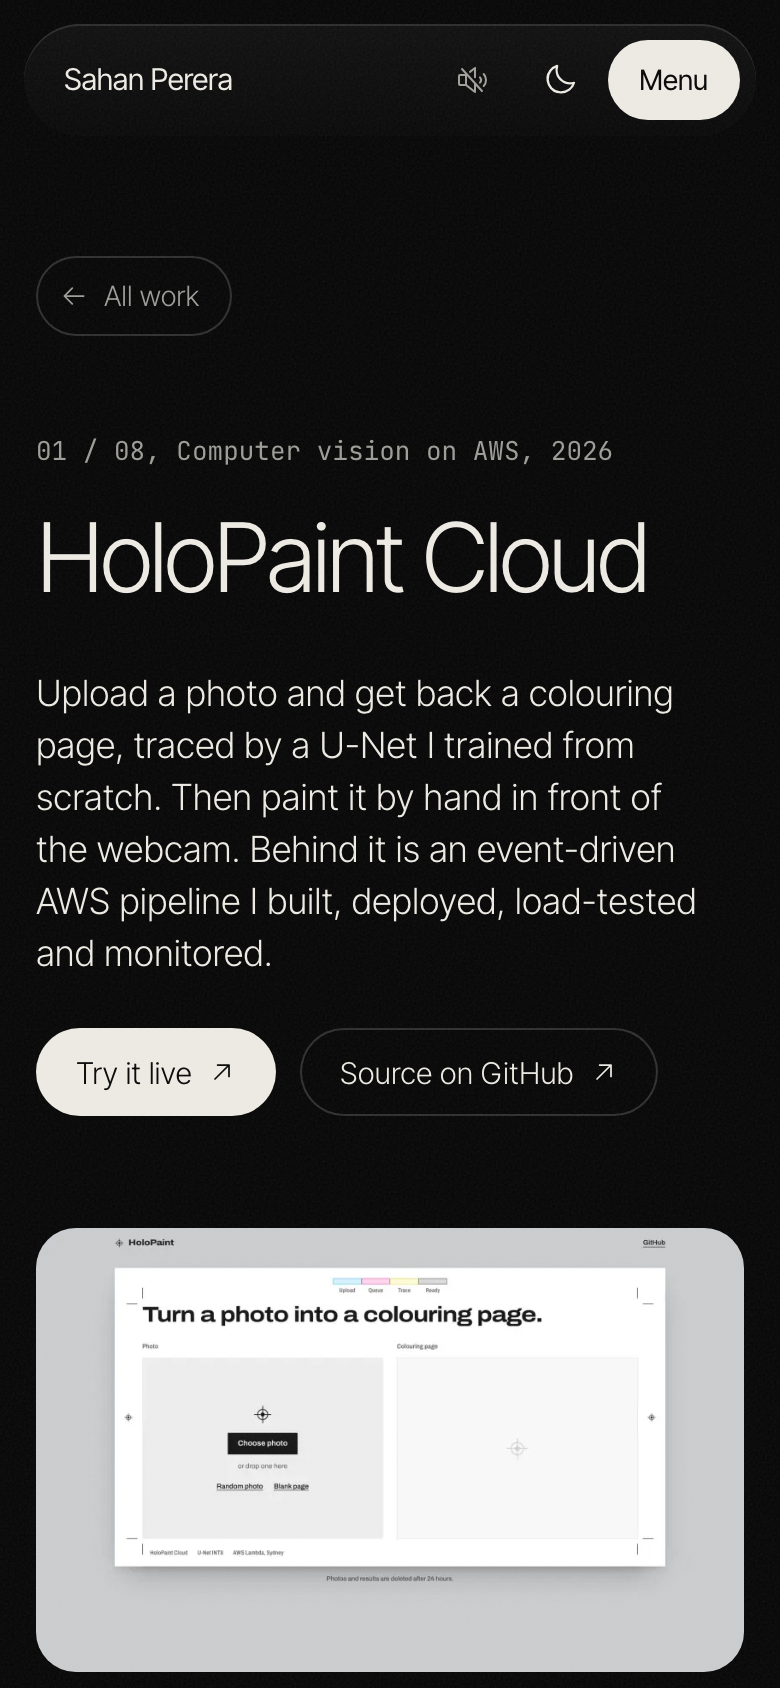 Sahan Perera
Menu
← All work
01 / 08, Computer vision on AWS, 2026
HoloPaint Cloud
Upload a photo and get back a colouring
page, traced by a U-Net I trained from
scratch. Then paint it by hand in front of
the webcam. Behind it is an event-driven
AWS pipeline I built, deployed, load-tested
and monitored.
Try it live ↗
Source on GitHub ↗
HoloPaint
GitHub
Upload Queue Trace Ready
Turn a photo into a colouring page.
Photo
Colouring page
Choose photo
or drop one here
Random photo Blank page
HoloPaint Cloud U-Net INT8 AWS Lambda, Sydney
Photos and results are deleted after 24 hours.